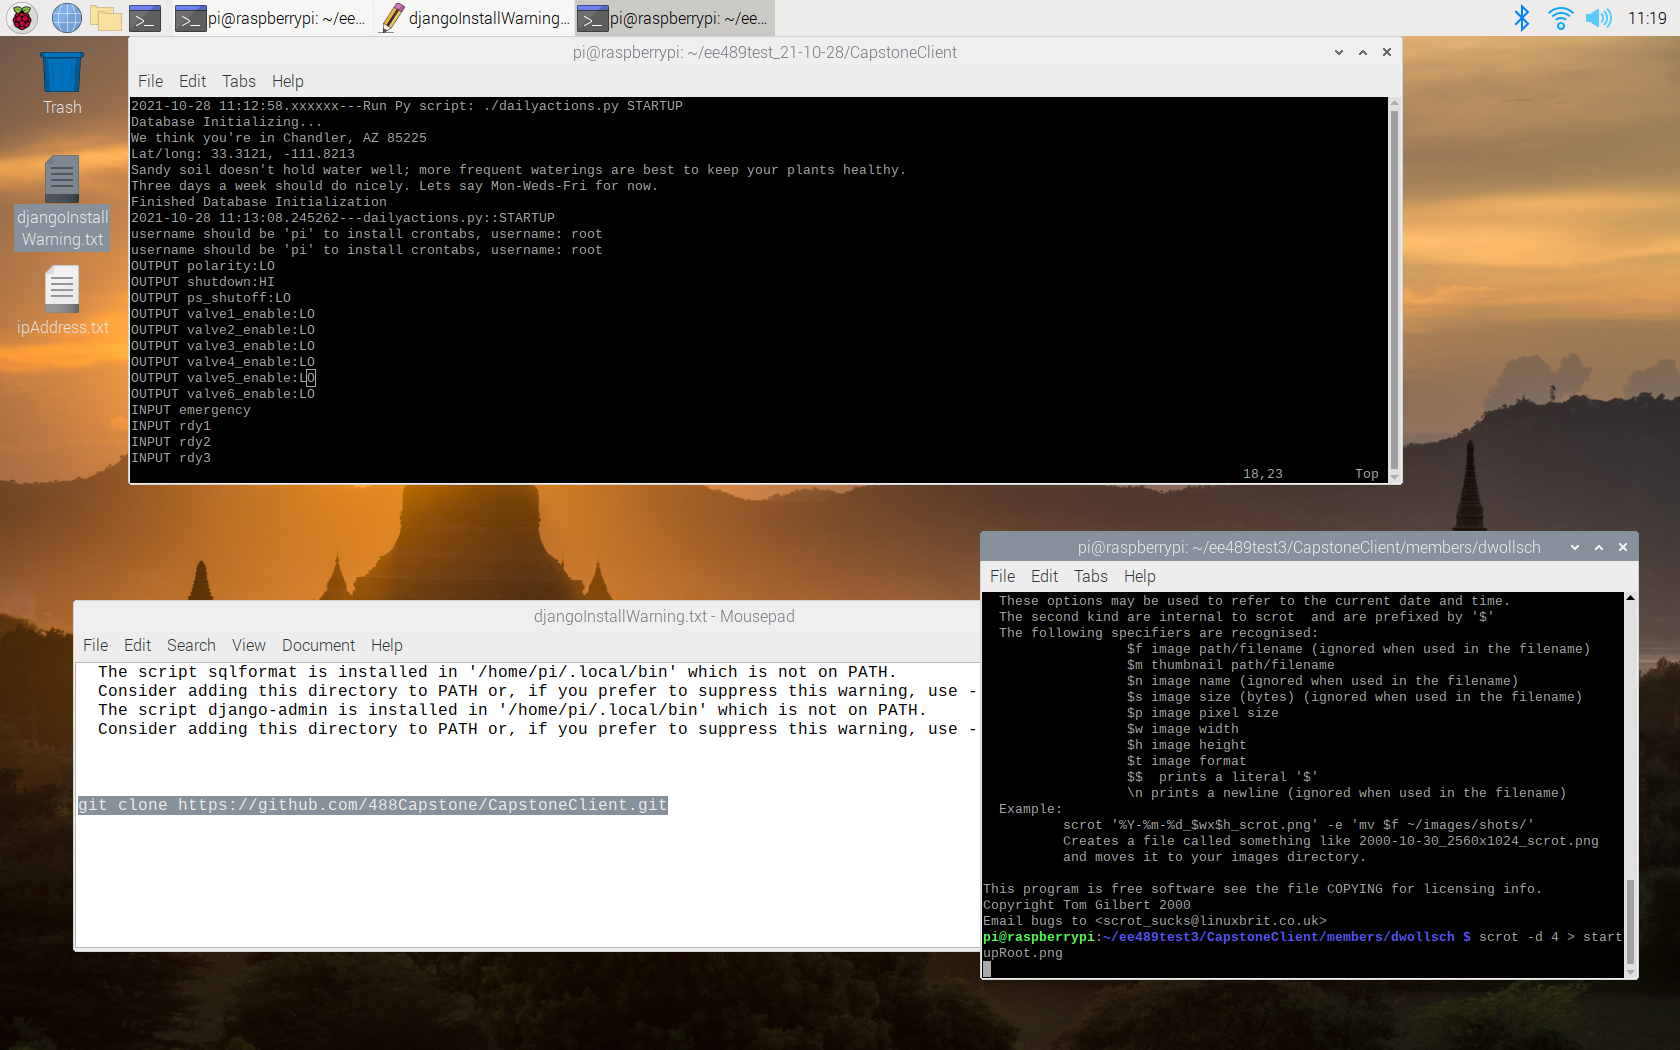 pi@raspberrypi: ~/ee...
djangoInstallWarning...
pi@raspberrypi: ~/ee...
11:19
Trash
djangoInstall
Warning.txt
ipAddress.txt
pi@raspberrypi: ~/ee489test_21-10-28/CapstoneClient
File Edit Tabs Help
2021-10-28 11:12:58.xxxxxx---Run Py script: ./dailyactions.py STARTUP
Database Initializing...
We think you're in Chandler, AZ 85225
Lat/long: 33.3121, -111.8213
Sandy soil doesn't hold water well; more frequent waterings are best to keep your plants healthy.
Three days a week should do nicely. Lets say Mon-Weds-Fri for now.
Finished Database Initialization
2021-10-28 11:13:08.245262---dailyactions.py::STARTUP
username should be 'pi' to install crontabs, username: root
username should be 'pi' to install crontabs, username: root
OUTPUT polarity:LO
OUTPUT shutdown:HI
OUTPUT ps_shutoff:LO
OUTPUT valve1_enable:LO
OUTPUT valve2_enable:LO
OUTPUT valve3_enable:LO
OUTPUT valve4_enable:LO
OUTPUT valve5_enable:LO
OUTPUT valve6_enable:LO
INPUT emergency
INPUT rdy1
INPUT rdy2
INPUT rdy3
18,23 Top
djangoInstallWarning.txt - Mousepad
File Edit Search View Document Help
The script sqlformat is installed in '/home/pi/.local/bin' which is not on PATH.
Consider adding this directory to PATH or, if you prefer to suppress this warning, use -
The script django-admin is installed in '/home/pi/.local/bin' which is not on PATH.
Consider adding this directory to PATH or, if you prefer to suppress this warning, use -
git clone https://github.com/488Capstone/CapstoneClient.git
pi@raspberrypi: ~/ee489test3/CapstoneClient/members/dwollsch
File Edit Tabs Help
These options may be used to refer to the current date and time.
The second kind are internal to scrot  and are prefixed by '$'
The following specifiers are recognised:
$f image path/filename (ignored when used in the filename)
$m thumbnail path/filename
$n image name (ignored when used in the filename)
$s image size (bytes) (ignored when used in the filename)
$p image pixel size
$w image width
$h image height
$t image format
$$  prints a literal '$'
\n prints a newline (ignored when used in the filename)
Example:
scrot '%Y-%m-%d_$wx$h_scrot.png' -e 'mv $f ~/images/shots/'
Creates a file called something like 2000-10-30_2560x1024_scrot.png
and moves it to your images directory.
This program is free software see the file COPYING for licensing info.
Copyright Tom Gilbert 2000
Email bugs to <scrot_sucks@linuxbrit.co.uk>
pi@raspberrypi:~/ee489test3/CapstoneClient/members/dwollsch $ scrot -d 4 > start
upRoot.png